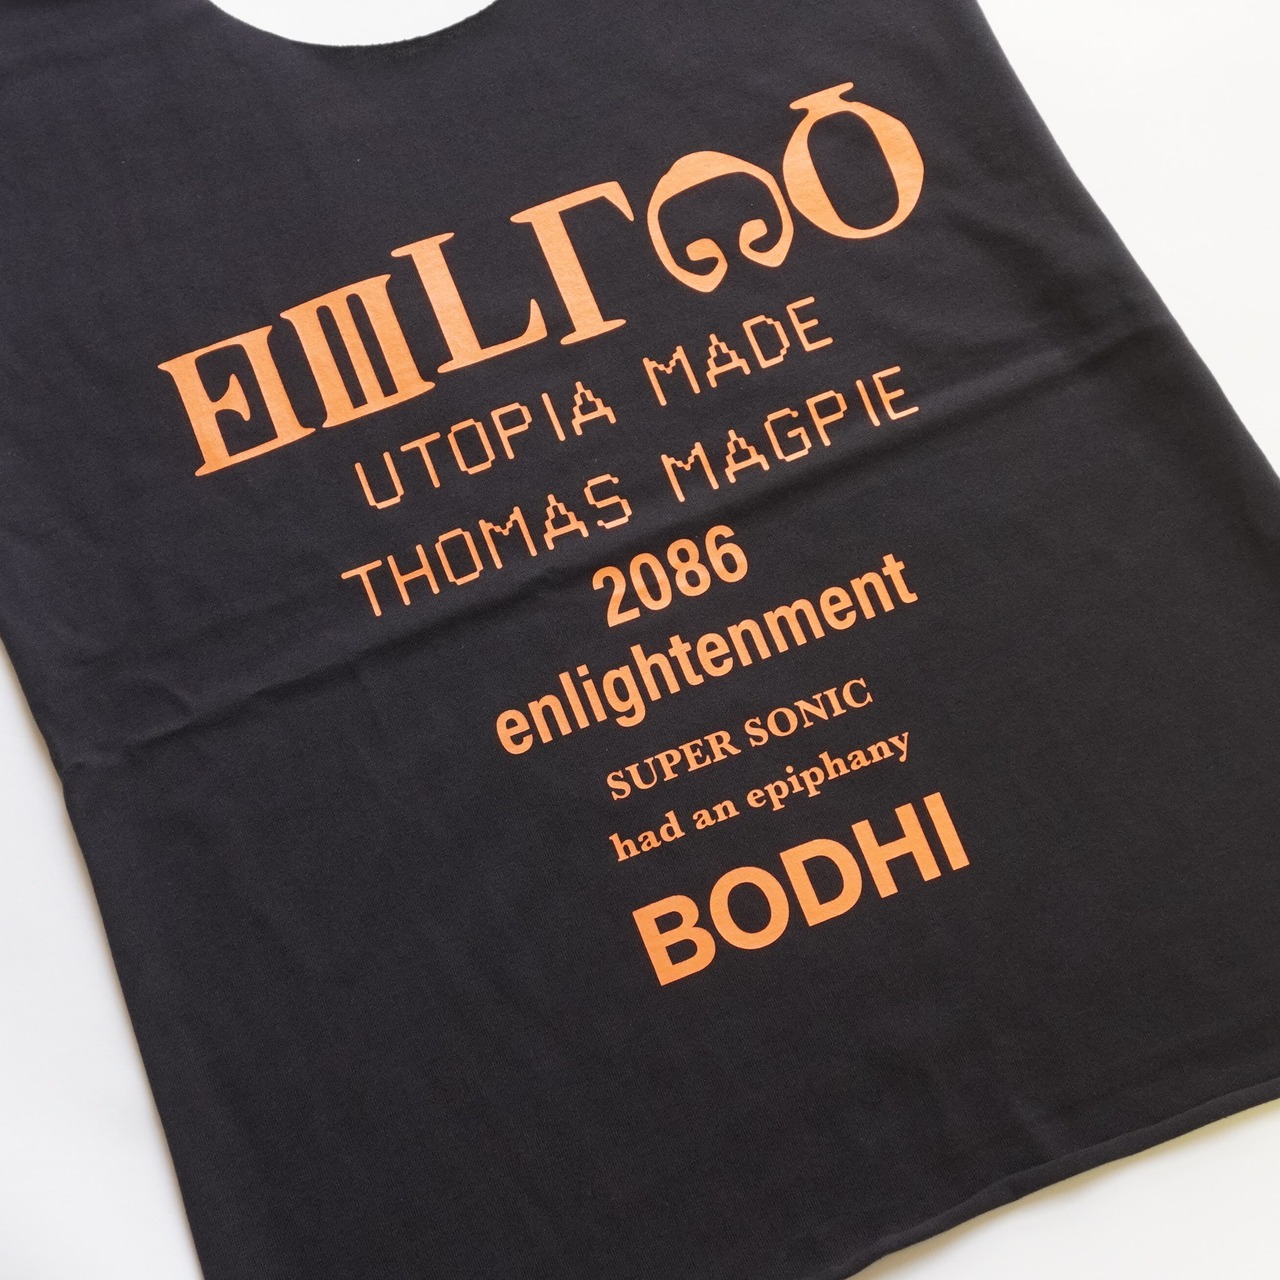 UTOPIA MADE
THOMAS MAGPIE
2086
enlightenment
SUPER SONIC
had an epiphany
BODHI